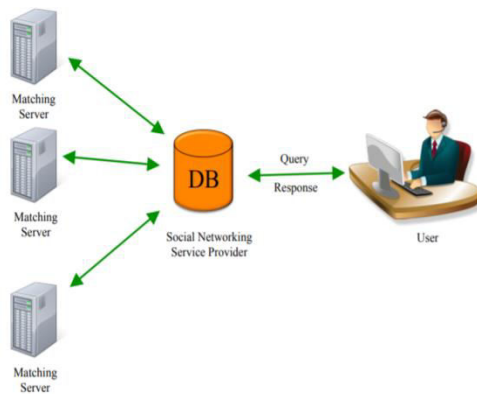 Matching
Server
Matching
Server
Matching
Server
DB
Social Networking
Service Provider
Query
Response
User